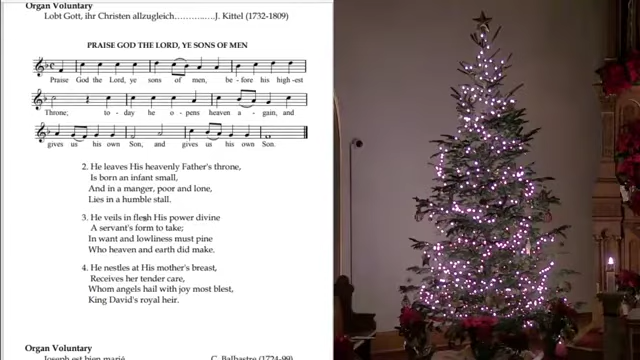 Organ Voluntary
Lobt Gott, ihr Christen allzugleich……………J. Kittel (1732-1809)
PRAISE GOD THE LORD, YE SONS OF MEN
Praise God the Lord, ye sons of men, be - fore his high - est
Throne; to - day he o - pens heaven a - gain, and
gives us his own Son, and gives us his own Son.
2. He leaves His heavenly Father's throne,
Is born an infant small,
And in a manger, poor and lone,
Lies in a humble stall.
3. He veils in flesh His power divine
A servant's form to take;
In want and lowliness must pine
Who heaven and earth did make.
4. He nestles at His mother's breast,
Receives her tender care,
Whom angels hail with joy most blest,
King David's royal heir.
Organ Voluntary
Joseph est bien marié C. Balbastre (1724-99)